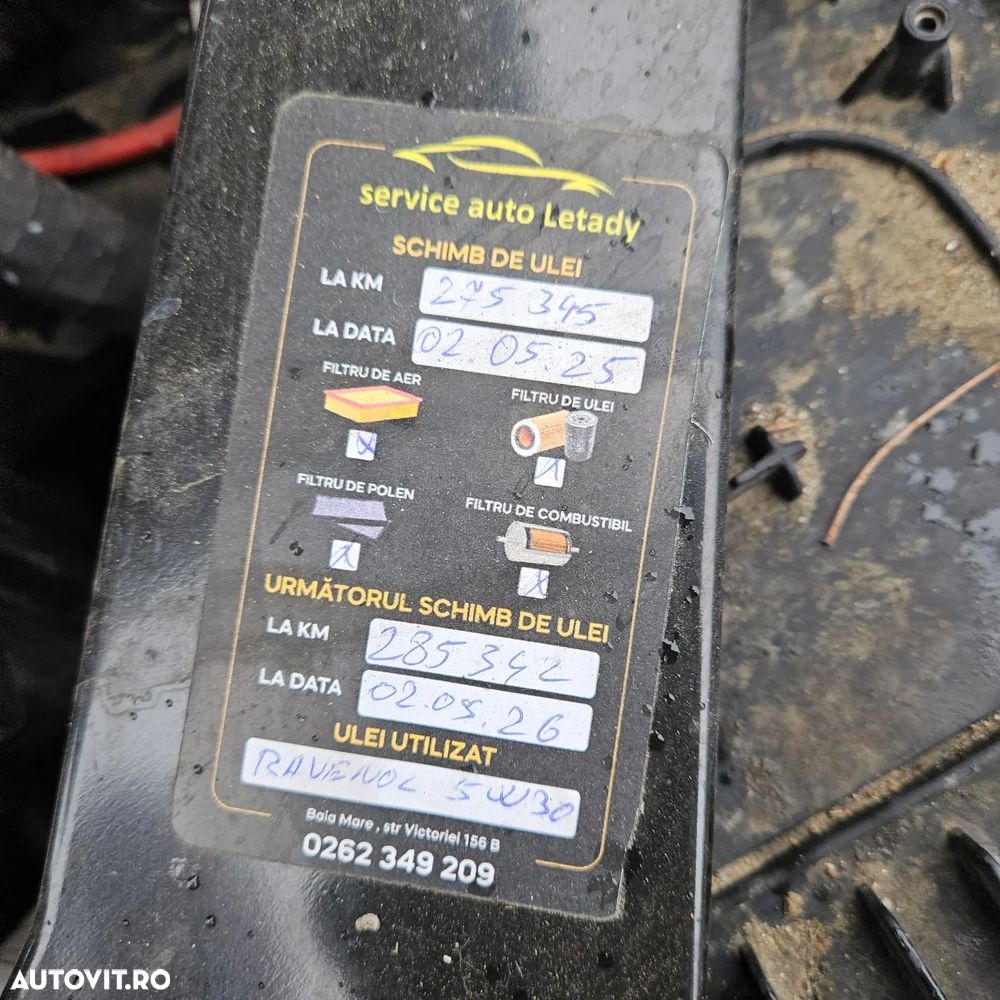 service auto Letady
SCHIMB DE ULEI
LA KM 275 345
LA DATA 02.05.25
FILTRU DE AER
FILTRU DE ULEI
FILTRU DE POLEN
FILTRU DE COMBUSTIBIL
URMĂTORUL SCHIMB DE ULEI
LA KM 285 342
LA DATA 02.05.26
ULEI UTILIZAT
RAVENOL 5W30
Baia Mare, str Victoriei 156 B
0262 349 209
AUTOVIT.RO